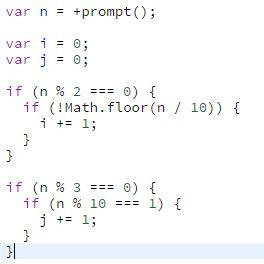 var n = +prompt();

var i = 0;
var j = 0;

if (n % 2 === 0) {
  if (!Math.floor(n / 10)) {
    i += 1;
  }
}

if (n % 3 === 0) {
  if (n % 10 === 1) {
    j += 1;
  }
}